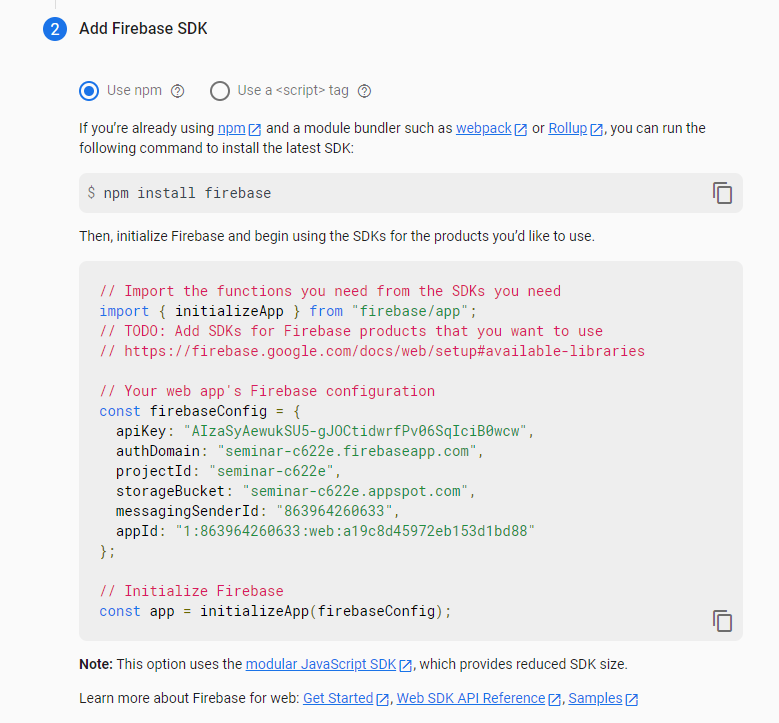 2 Add Firebase SDK
Use npm ? Use a <script> tag ?
If you're already using npm and a module bundler such as webpack or Rollup, you can run the
following command to install the latest SDK:
$ npm install firebase
Then, initialize Firebase and begin using the SDKs for the products you'd like to use.
// Import the functions you need from the SDKs you need
import { initializeApp } from "firebase/app";
// TODO: Add SDKs for Firebase products that you want to use
// https://firebase.google.com/docs/web/setup#available-libraries
// Your web app's Firebase configuration
const firebaseConfig = {
apiKey: "AIzaSyAewukSU5-gJOCtidwrfPv06SqIciB0wcw",
authDomain: "seminar-c622e.firebaseapp.com",
projectId: "seminar-c622e",
storageBucket: "seminar-c622e.appspot.com",
messagingSenderId: "863964260633",
appId: "1:863964260633:web:a19c8d45972eb153d1bd88"
};
// Initialize Firebase
const app = initializeApp(firebaseConfig);
Note: This option uses the modular JavaScript SDK, which provides reduced SDK size.
Learn more about Firebase for web: Get Started, Web SDK API Reference, Samples